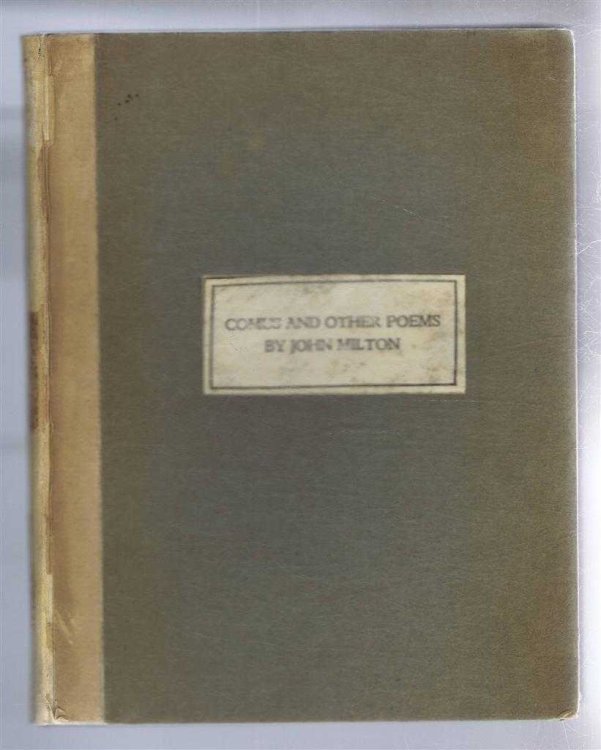 COMUS AND OTHER POEMS
BY JOHN MILTON